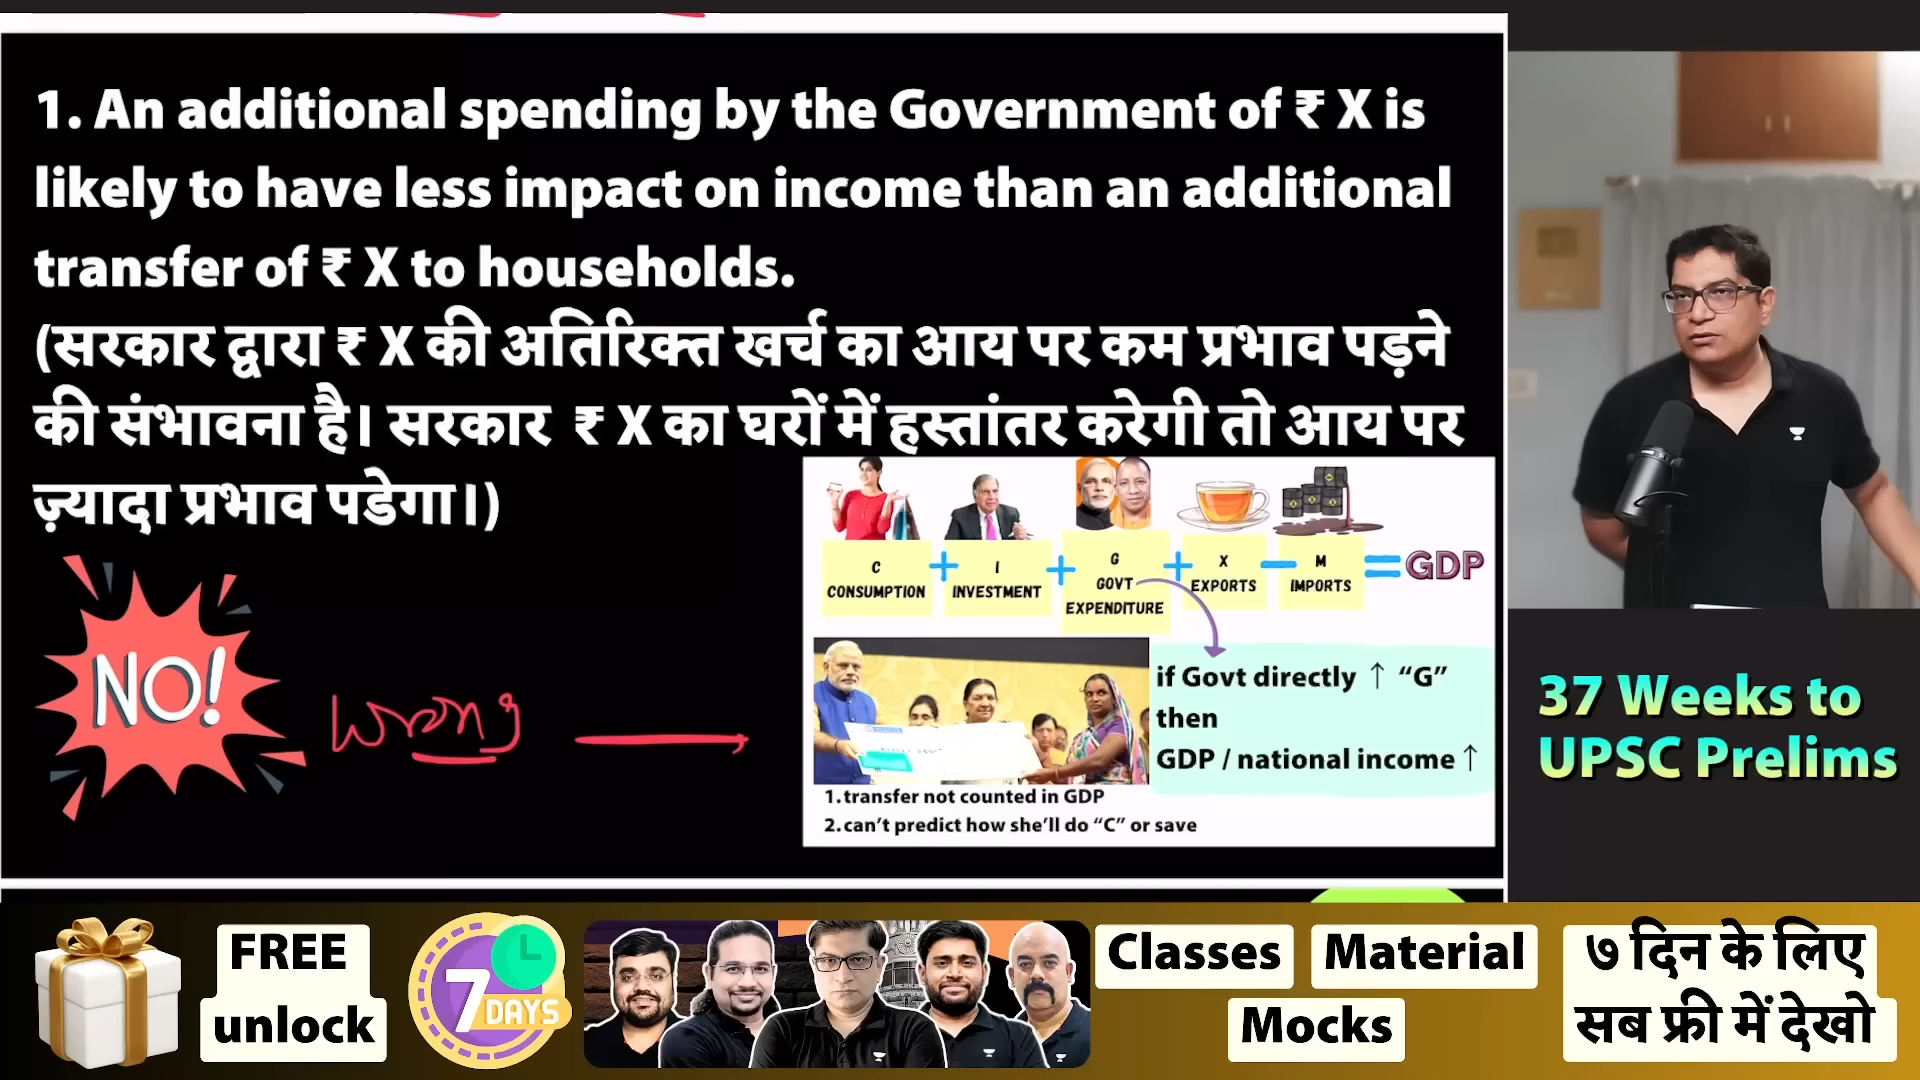 1. An additional spending by the Government of ₹ X is
likely to have less impact on income than an additional
transfer of ₹ X to households.
(सरकार द्वारा ₹ X की अतिरिक्त खर्च का आय पर कम प्रभाव पड़ने
की संभावना है। सरकार ₹ X का घरों में हस्तांतर करेगी तो आय पर
ज़्यादा प्रभाव पडेगा।)
NO!
Wrong
C
CONSUMPTION
+
I
INVESTMENT
+
G
GOVT
EXPENDITURE
+
X
EXPORTS
−
M
IMPORTS
= GDP
if Govt directly ↑ “G”
then
GDP / national income ↑
1. transfer not counted in GDP
2. can’t predict how she’ll do “C” or save
37 Weeks to
UPSC Prelims
FREE
unlock
7 DAYS
Classes Material
Mocks
७ दिन के लिए
सब फ्री में देखो